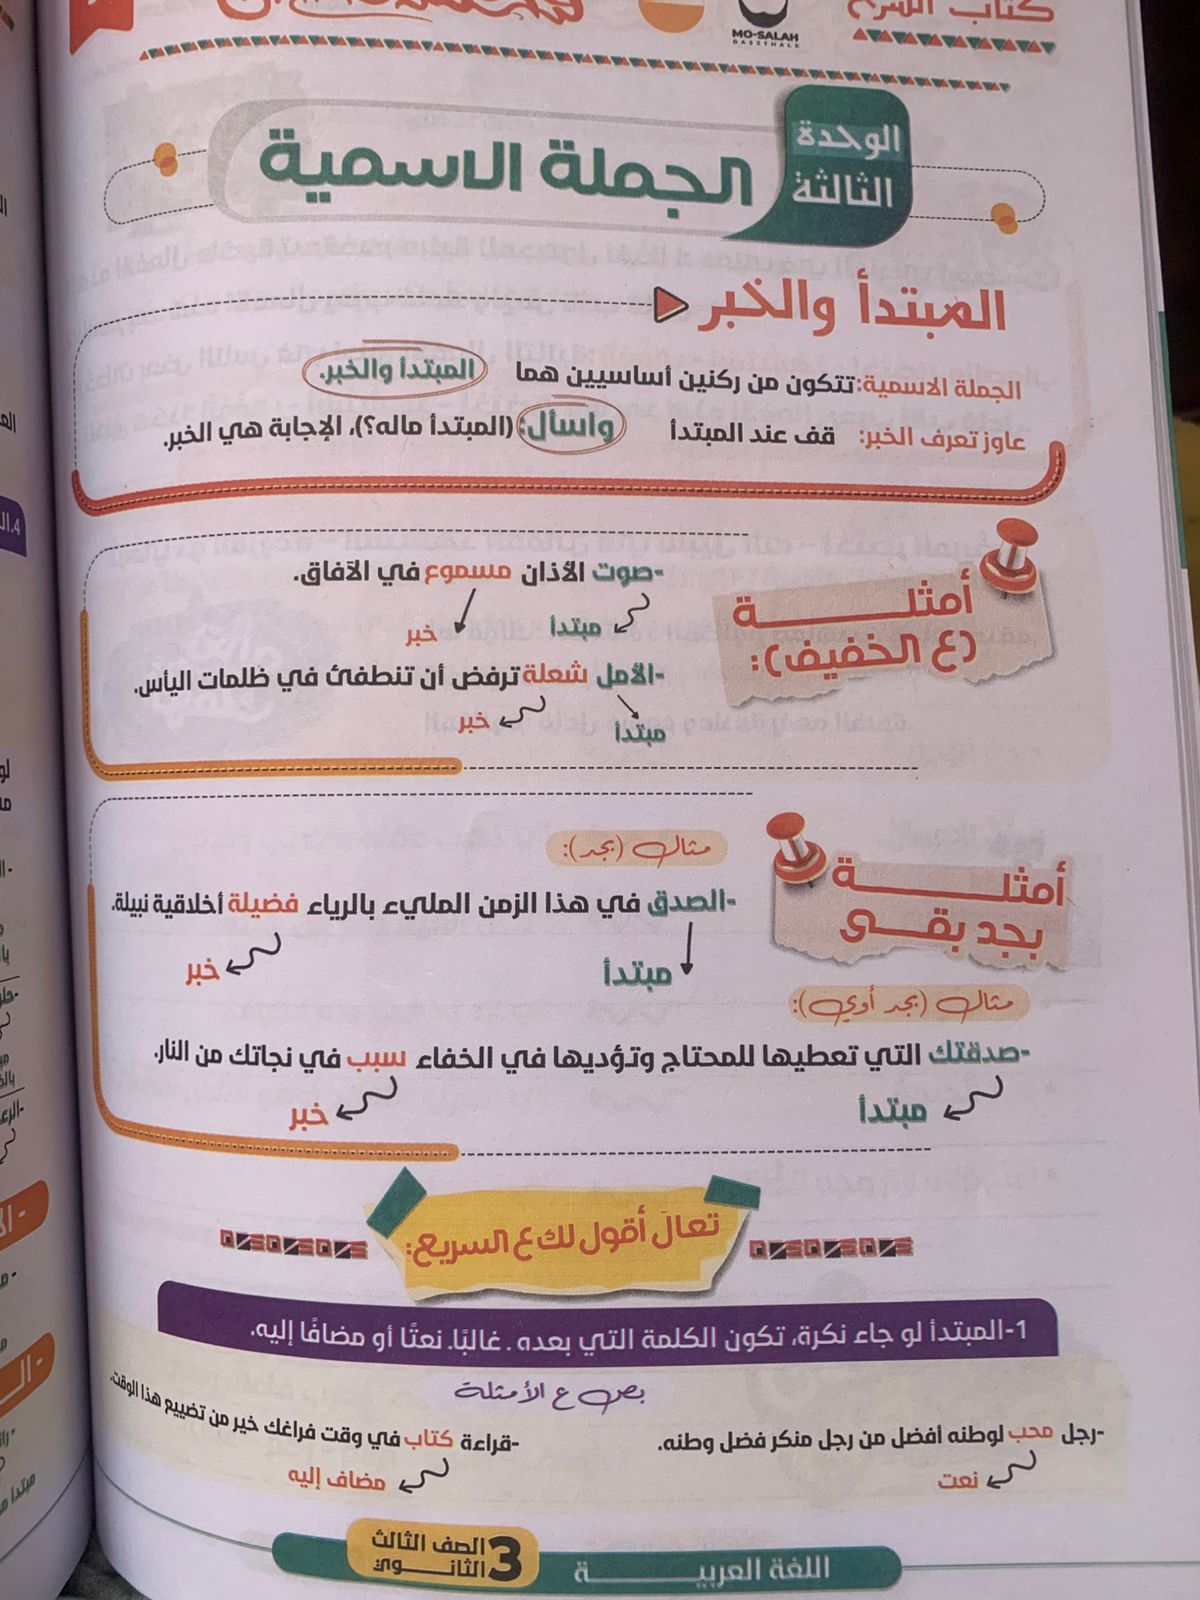 كتاب الشرح
MO-SALAH
BASSTHALK
الوحدة الثالثة
الجملة الاسمية
المبتدأ والخبر
الجملة الاسمية: تتكون من ركنين أساسيين هما المبتدأ والخبر.
عاوز تعرف الخبر: قف عند المبتدأ واسأل: (المبتدأ ماله؟)، الإجابة هي الخبر.
أمثلة
(ع الخفيف):
-صوت الأذان مسموع في الآفاق.
مبتدأ
خبر
-الأمل شعلة ترفض أن تنطفئ في ظلمات اليأس.
مبتدأ
خبر
أمثلة
بجد بقى
مثال (بجد):
-الصدق في هذا الزمن المليء بالرياء فضيلة أخلاقية نبيلة.
مبتدأ
خبر
مثال (بجد أوي):
-صدقتك التي تعطيها للمحتاج وتؤديها في الخفاء سبب في نجاتك من النار.
مبتدأ
خبر
تعالَ أقول لك ع السريع:
1-المبتدأ لو جاء نكرة، تكون الكلمة التي بعده . غالبًا. نعتًا أو مضافًا إليه.
بص ع الأمثلة
-رجل محب لوطنه أفضل من رجل منكر فضل وطنه.
نعت
-قراءة كتاب في وقت فراغك خير من تضييع هذا الوقت.
مضاف إليه
اللغة العربية
3 الصف الثالث الثانوي